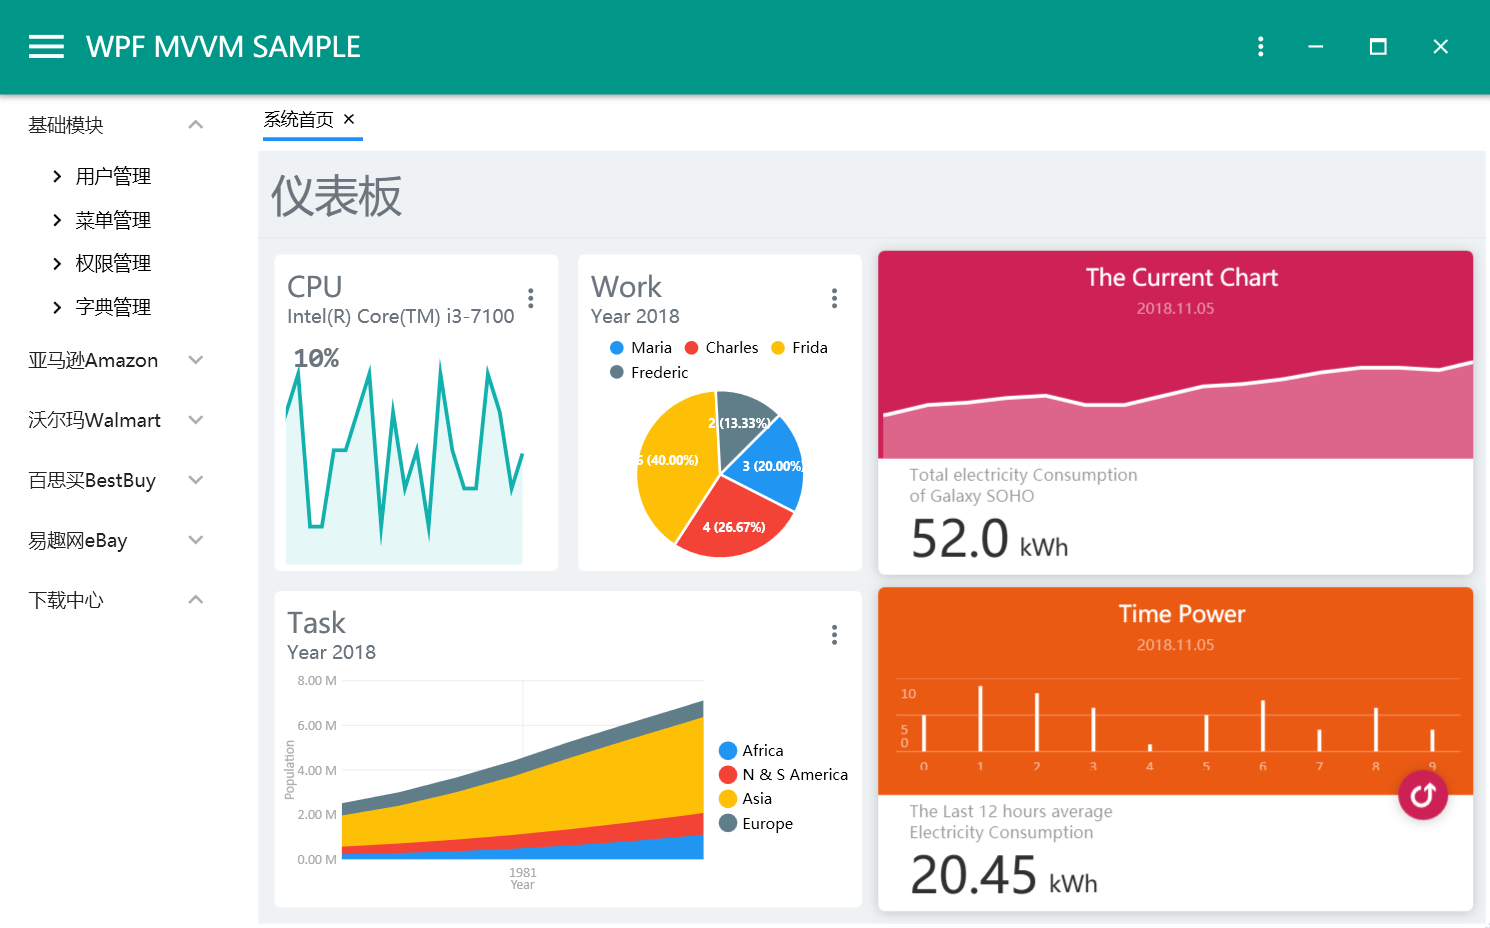 WPF MVVM SAMPLE
基础模块
用户管理
菜单管理
权限管理
字典管理
亚马逊Amazon
沃尔玛Walmart
百思买BestBuy
易趣网eBay
下载中心
系统首页
仪表板
CPU
Intel(R) Core(TM) i3-7100
10%
Work
Year 2018
Maria Charles Frida
Frederic
2 (13.33%)
(40.00%)
3 (20.00%)
4 (26.67%)
The Current Chart
2018.11.05
Total electricity Consumption
of Galaxy SOHO
52.0 kWh
Task
Year 2018
8.00 M
6.00 M
4.00 M
2.00 M
0.00 M
Population
1981
Year
Africa
N & S America
Asia
Europe
Time Power
2018.11.05
10
5
0
0 1 2 3 4 5 6 7 8 9
The Last 12 hours average
Electricity Consumption
20.45 kWh